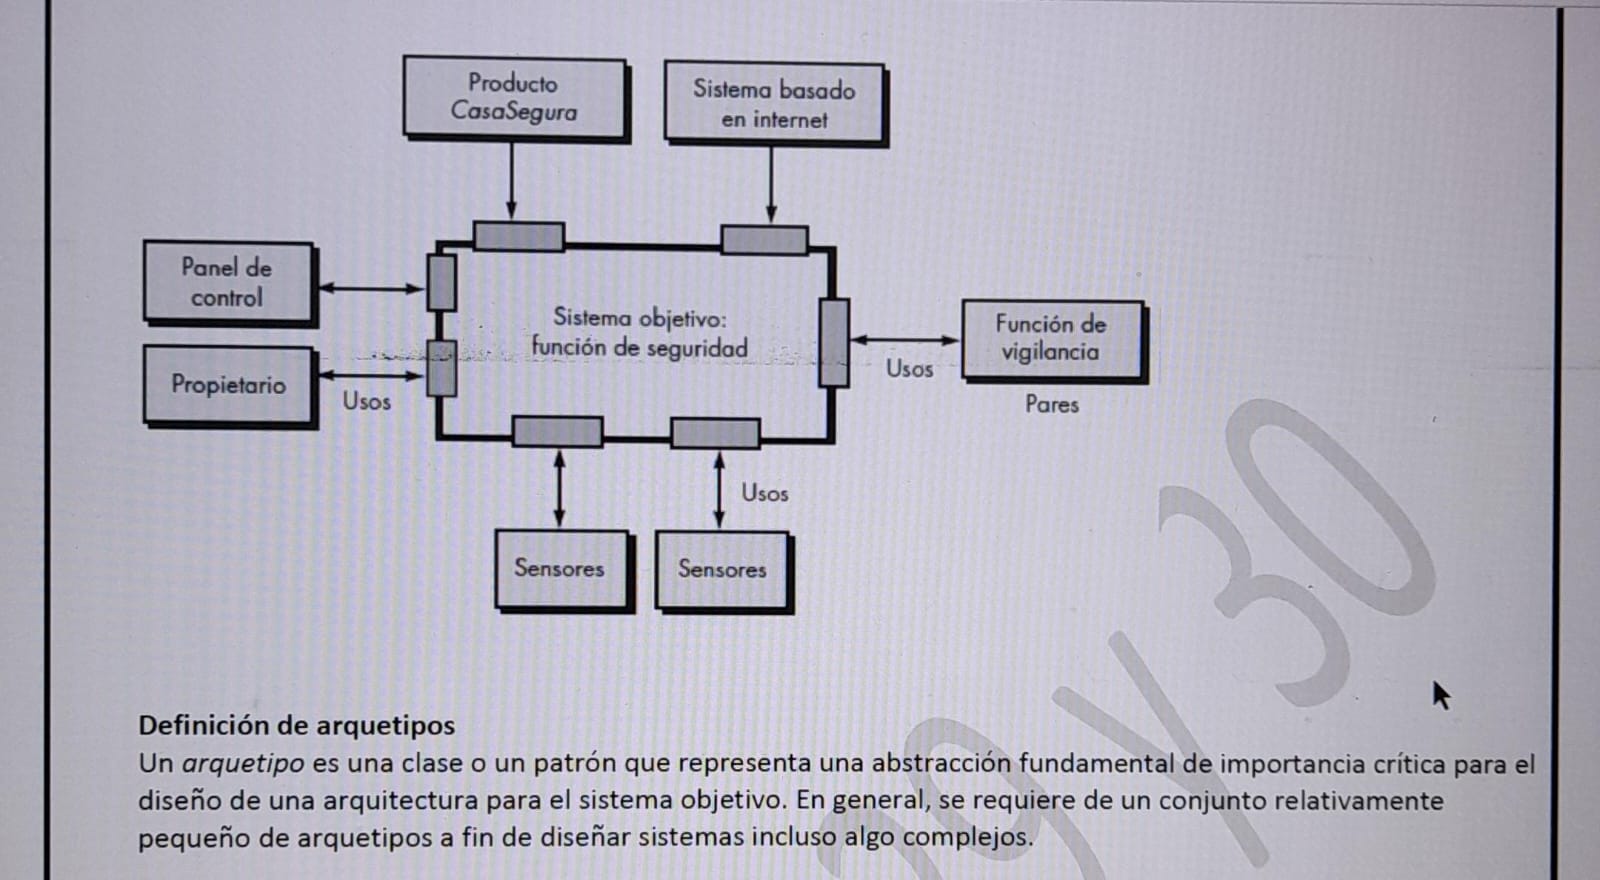 Producto
CasaSegura
Sistema basado
en internet
Panel de
control
Sistema objetivo:
función de seguridad
Función de
vigilancia
Propietario
Usos
Usos
Pares
Usos
Sensores
Sensores
Definición de arquetipos
Un arquetipo es una clase o un patrón que representa una abstracción fundamental de importancia crítica para el
diseño de una arquitectura para el sistema objetivo. En general, se requiere de un conjunto relativamente
pequeño de arquetipos a fin de diseñar sistemas incluso algo complejos.
29 y 30